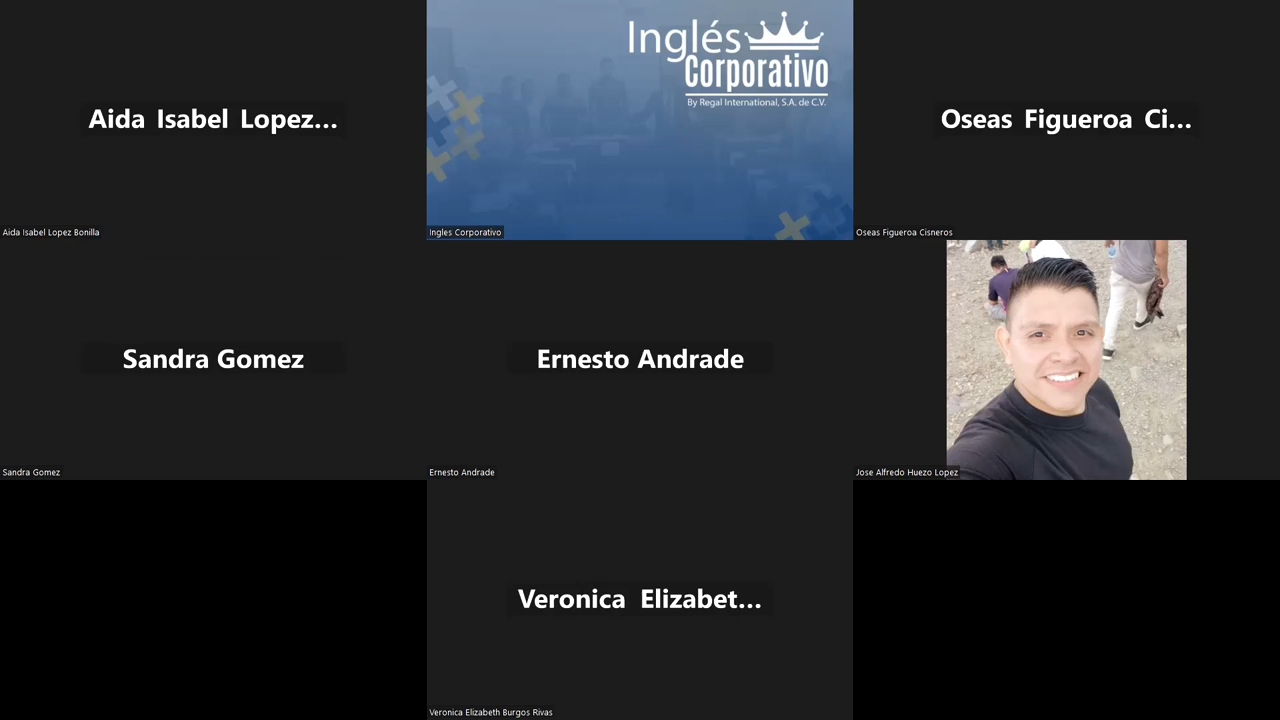 Aida Isabel Lopez...
Aida Isabel Lopez Bonilla
Inglés
Corporativo
By Regal International, S.A. de C.V.
Ingles Corporativo
Oseas Figueroa Ci...
Oseas Figueroa Cisneros
Sandra Gomez
Sandra Gomez
Ernesto Andrade
Ernesto Andrade
Jose Alfredo Huezo Lopez
Veronica Elizabet...
Veronica Elizabeth Burgos Rivas